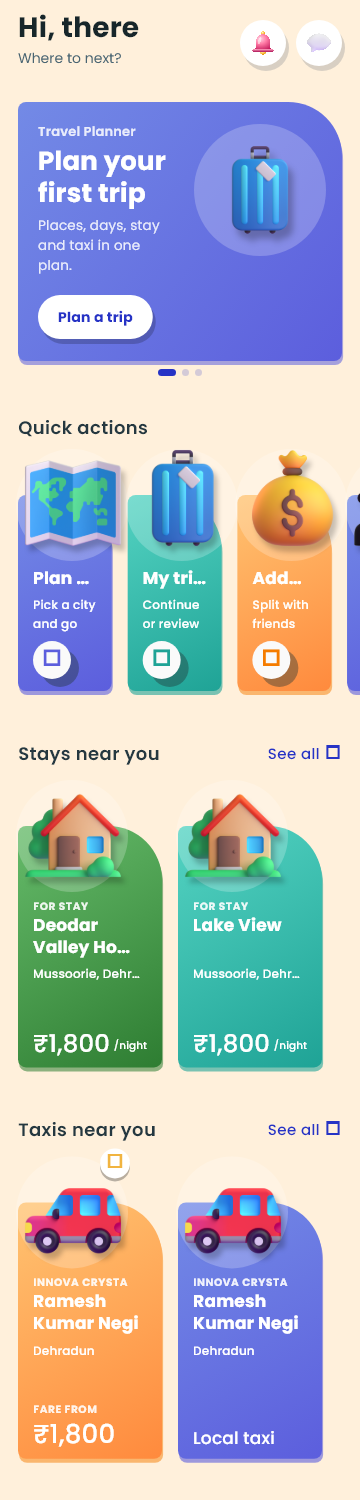 Hi, there
Where to next?
Travel Planner
Plan your
first trip
Places, days, stay
and taxi in one
plan.
Plan a trip
Quick actions
Plan ...
Pick a city
and go
My tri...
Continue
or review
$
Add...
Split with
friends
Stays near you
See all
FOR STAY
Deodar
Valley Ho...
Mussoorie, Dehr...
₹1,800 /night
FOR STAY
Lake View
Mussoorie, Dehr...
₹1,800 /night
Taxis near you
See all
INNOVA CRYSTA
Ramesh
Kumar Negi
Dehradun
FARE FROM
₹1,800
INNOVA CRYSTA
Ramesh
Kumar Negi
Dehradun
Local taxi